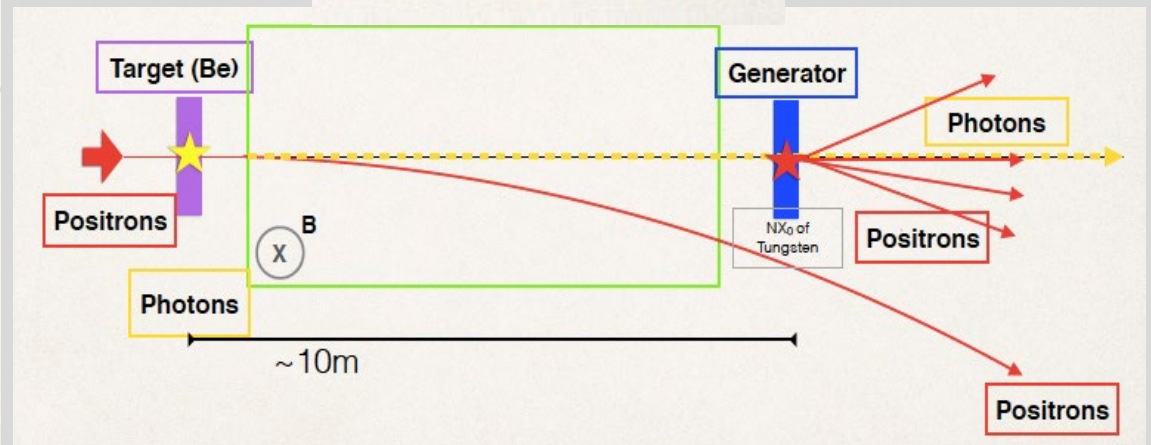 Target (Be)
Generator
Photons
Positrons
B
X
NX₀ of
Tungsten
Positrons
Photons
~10m
Positrons